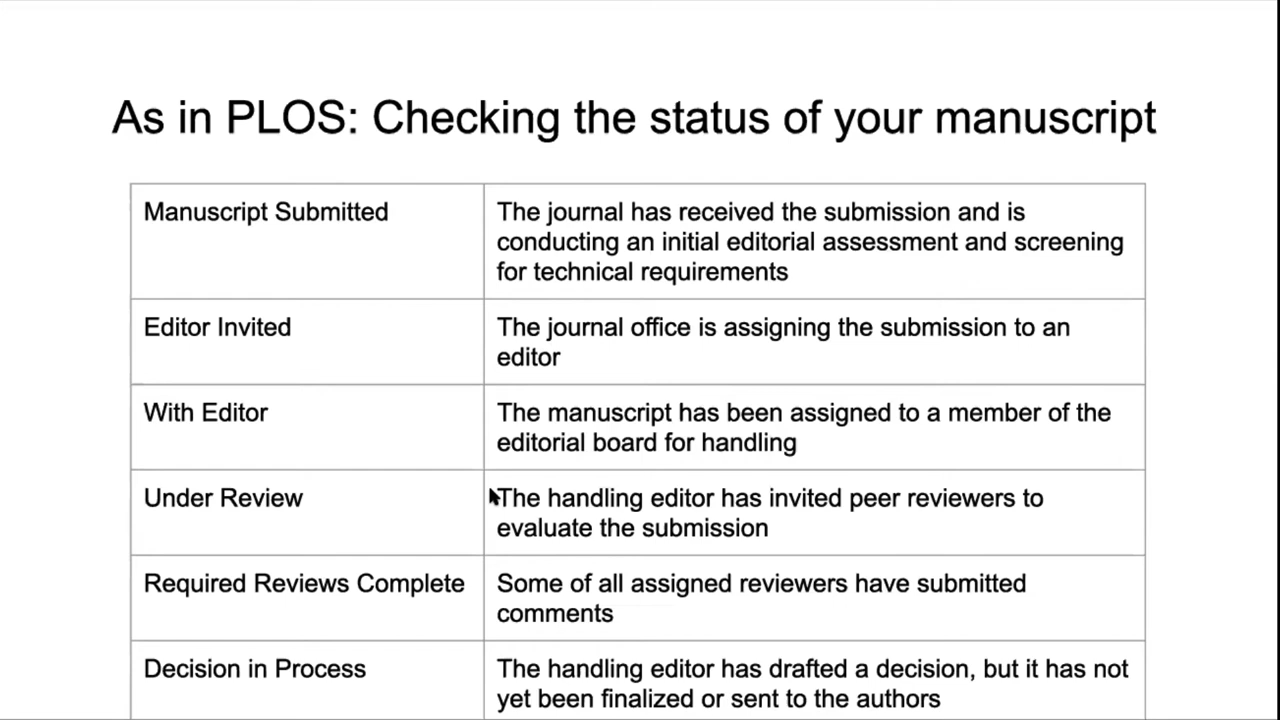 As in PLOS: Checking the status of your manuscript
Manuscript Submitted
The journal has received the submission and is
conducting an initial editorial assessment and screening
for technical requirements
Editor Invited
The journal office is assigning the submission to an
editor
With Editor
The manuscript has been assigned to a member of the
editorial board for handling
Under Review
The handling editor has invited peer reviewers to
evaluate the submission
Required Reviews Complete
Some of all assigned reviewers have submitted
comments
Decision in Process
The handling editor has drafted a decision, but it has not
yet been finalized or sent to the authors